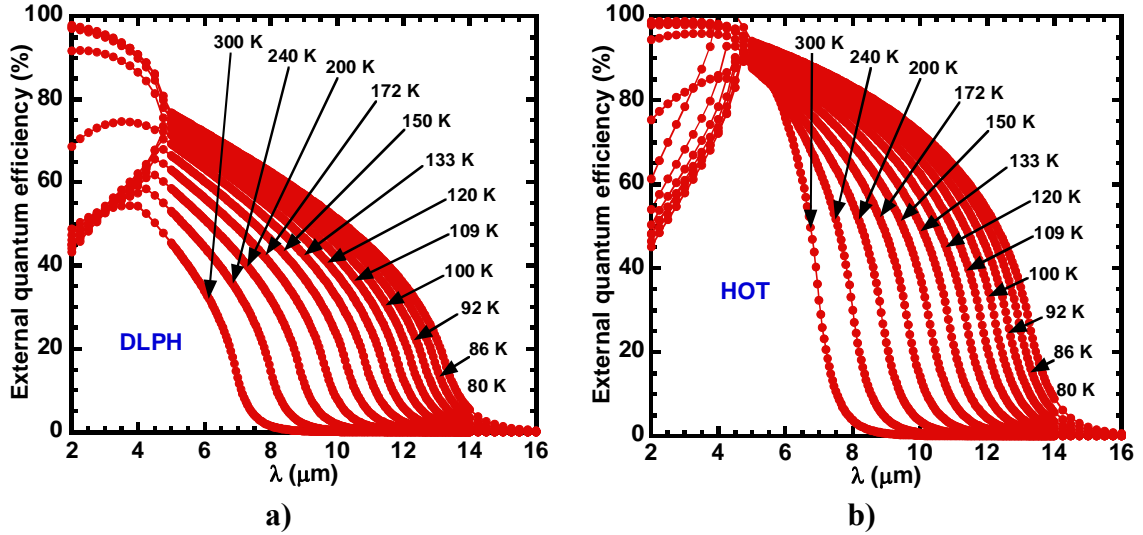 External quantum efficiency (%)
100
80
60
40
20
0
2
4
6
8
10
12
14
16
λ (μm)
300 K
240 K
200 K
172 K
150 K
133 K
120 K
109 K
100 K
92 K
86 K
80 K
DLPH
a)
External quantum efficiency (%)
100
80
60
40
20
0
2
4
6
8
10
12
14
16
λ (μm)
300 K
240 K
200 K
172 K
150 K
133 K
120 K
109 K
100 K
92 K
86 K
80 K
HOT
b)